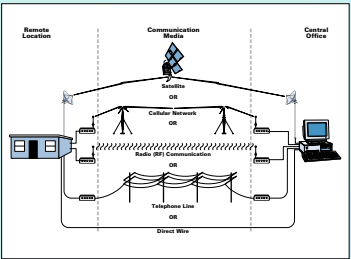 Remote
Location
Communication
Media
Central
Office
Satellite
OR
Cellular Network
OR
Radio (RF) Communication
OR
Telephone Line
OR
Direct Wire